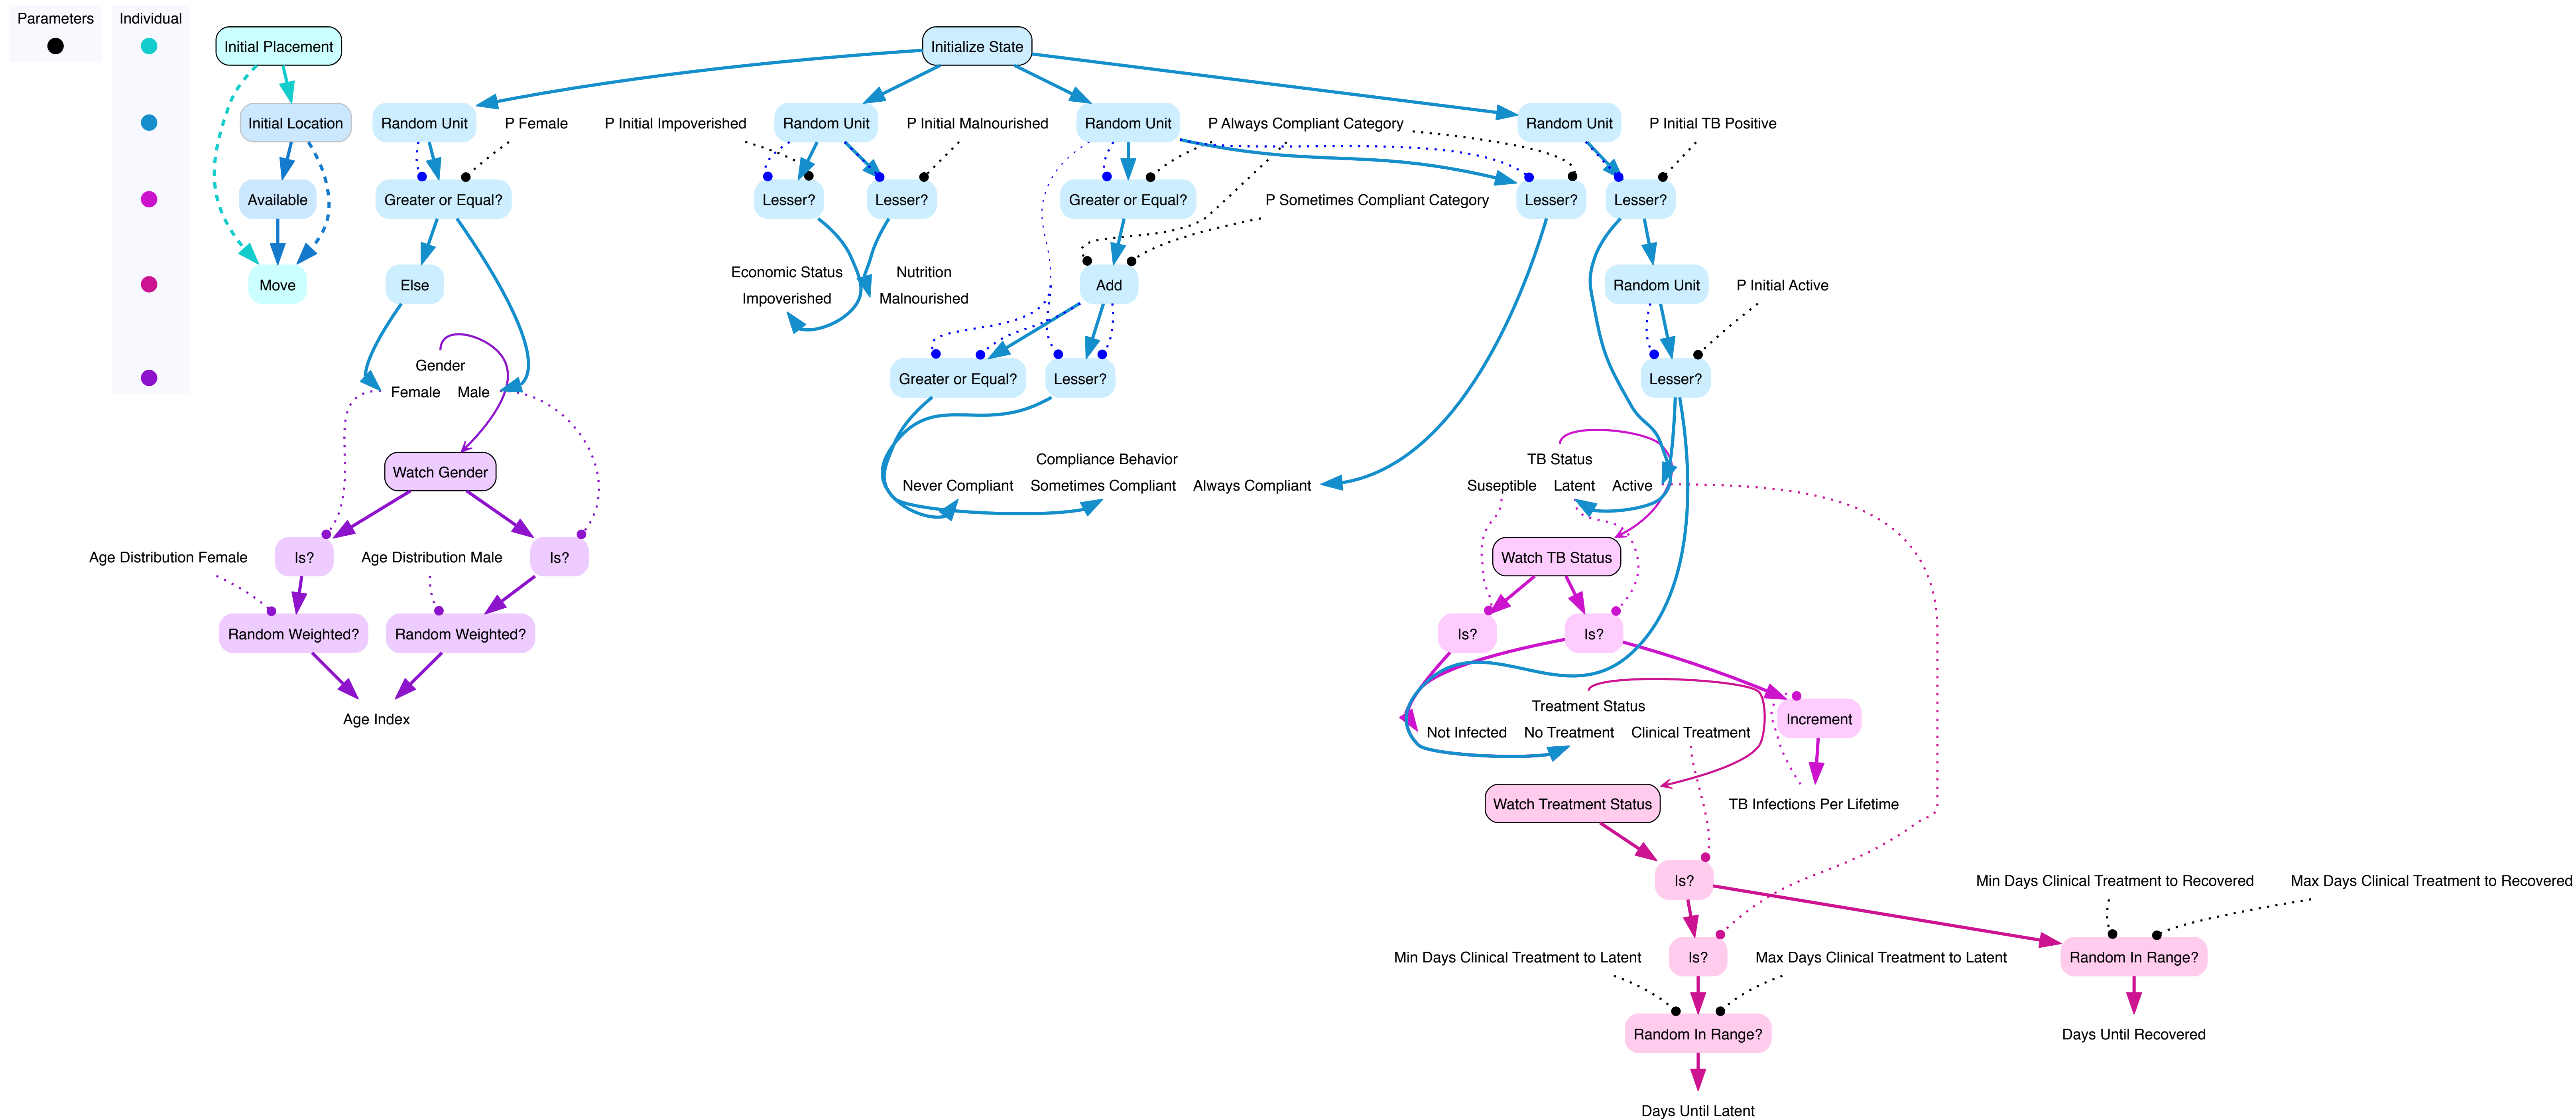 Parameters
Individual
Initial Placement
Initialize State
Initial Location
Random Unit
P Female
P Initial Impoverished
Random Unit
P Initial Malnourished
Random Unit
P Always Compliant Category
Random Unit
P Initial TB Positive
Available
Greater or Equal?
Lesser?
Lesser?
Greater or Equal?
P Sometimes Compliant Category
Lesser?
Lesser?
Move
Else
Economic Status
Impoverished
Nutrition
Malnourished
Add
Random Unit
P Initial Active
Gender
Female
Male
Greater or Equal?
Lesser?
Lesser?
Watch Gender
Compliance Behavior
Never Compliant
Sometimes Compliant
Always Compliant
TB Status
Suseptible
Latent
Active
Age Distribution Female
Is?
Age Distribution Male
Is?
Watch TB Status
Random Weighted?
Random Weighted?
Is?
Is?
Age Index
Treatment Status
Not Infected
No Treatment
Clinical Treatment
Increment
Watch Treatment Status
TB Infections Per Lifetime
Is?
Min Days Clinical Treatment to Recovered
Max Days Clinical Treatment to Recovered
Min Days Clinical Treatment to Latent
Is?
Max Days Clinical Treatment to Latent
Random In Range?
Random In Range?
Days Until Recovered
Days Until Latent